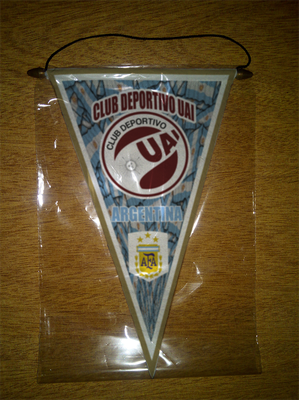 CLUB DEPORTIVO UAI
CLUB DEPORTIVO
UAI
ARGENTINA
AFA